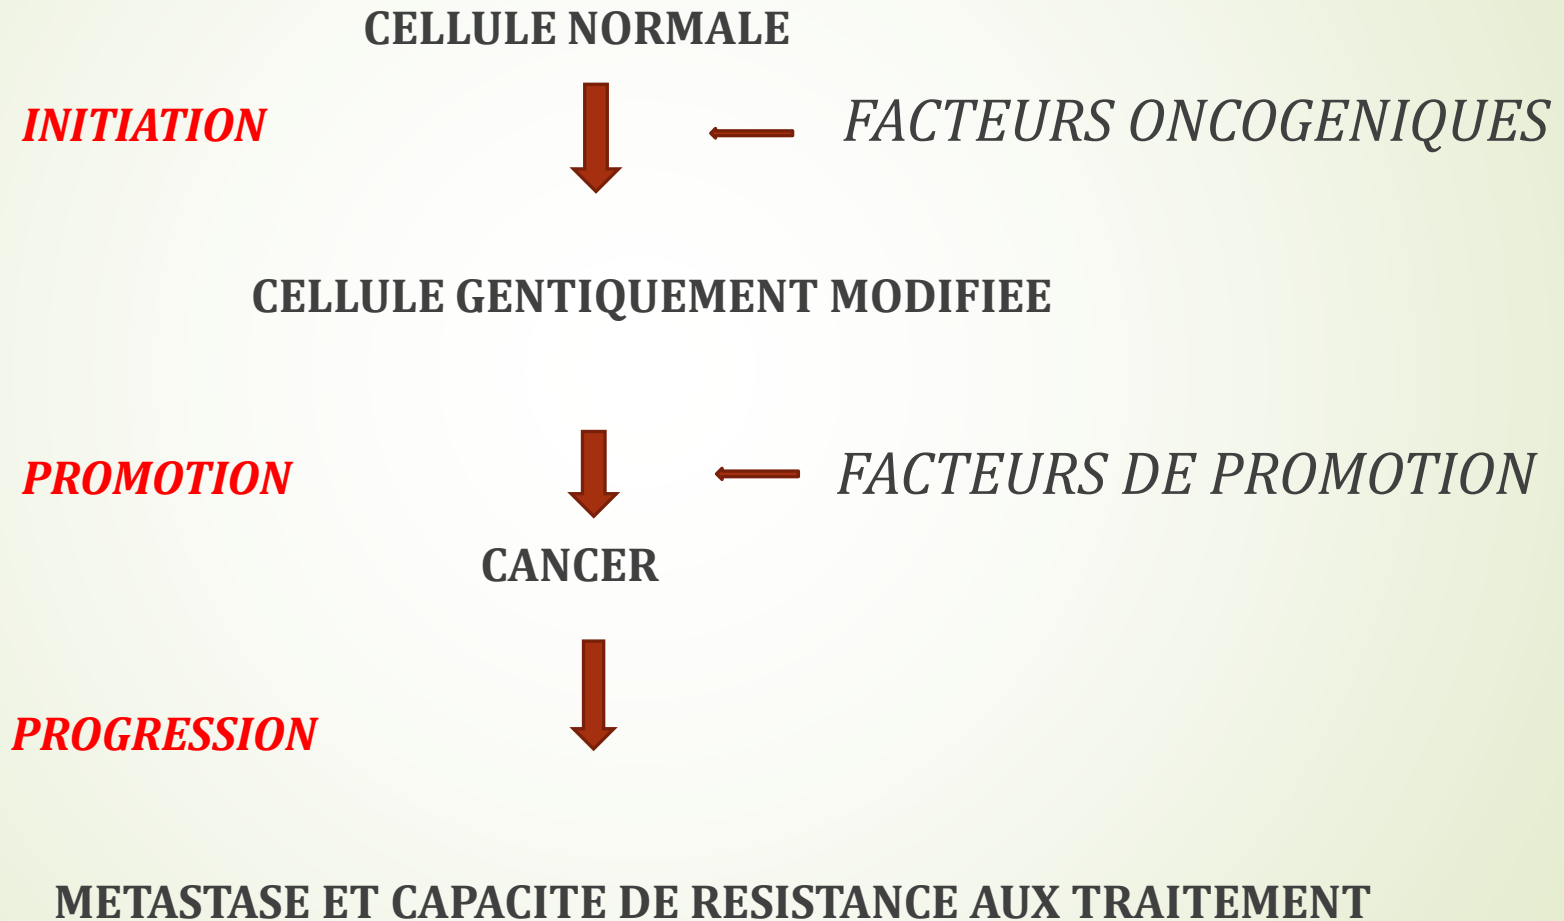 CELLULE NORMALE
INITIATION
FACTEURS ONCOGENIQUES
CELLULE GENTIQUEMENT MODIFIEE
PROMOTION
FACTEURS DE PROMOTION
CANCER
PROGRESSION
METASTASE ET CAPACITE DE RESISTANCE AUX TRAITEMENT